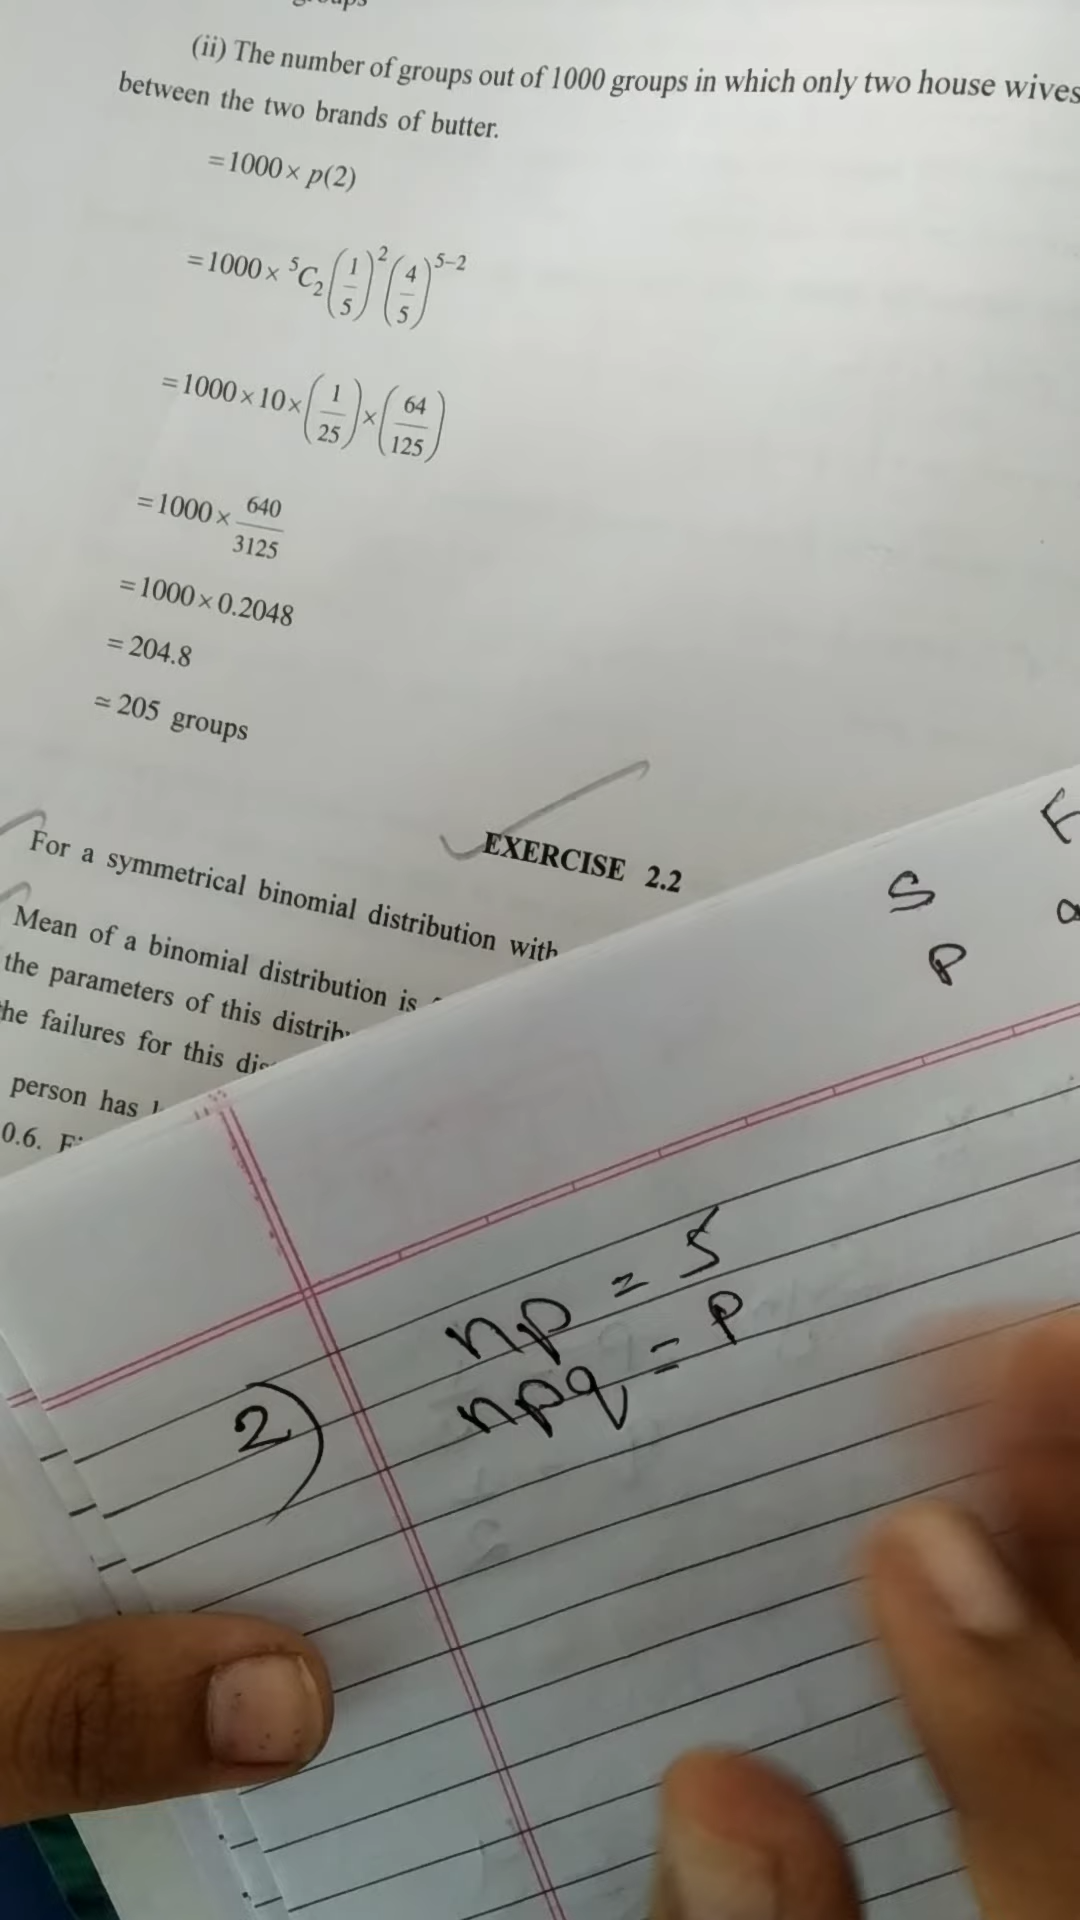 (ii) The number of groups out of 1000 groups in which only two house wives
between the two brands of butter.
= 1000 × p(2)
= 1000 × ⁵C₂ (1/5)² (4/5)⁵⁻²
= 1000 × 10 × (1/25) × (64/125)
= 1000 × 640/3125
= 1000 × 0.2048
= 204.8
≃ 205 groups
EXERCISE 2.2
For a symmetrical binomial distribution with
Mean of a binomial distribution is
the parameters of this
the failures for this
person has
0.6.
S
P
2) np = 5
npq = P